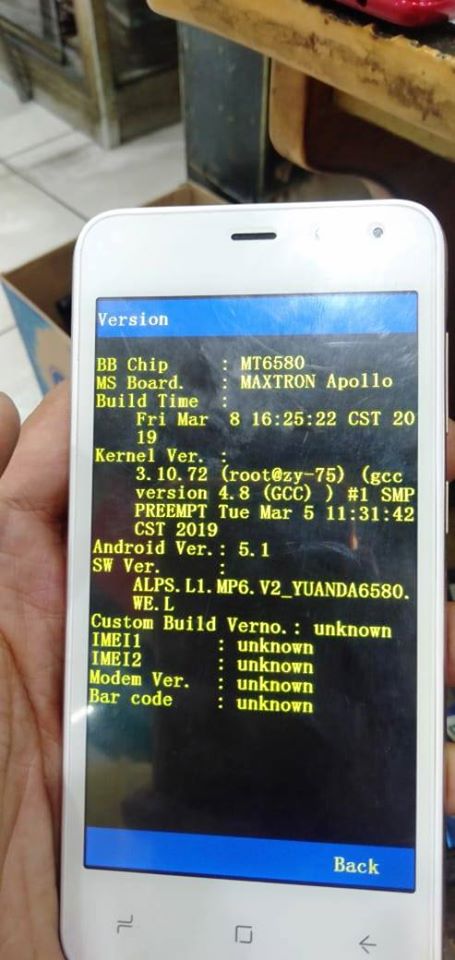 Version
BB Chip : MT6580
MS Board. : MAXTRON Apollo
Build Time :
Fri Mar 8 16:25:22 CST 20
19
Kernel Ver. :
3.10.72 (root@zy-75) (gcc
version 4.8 (GCC) ) #1 SMP
PREEMPT Tue Mar 5 11:31:42
CST 2019
Android Ver.: 5.1
SW Ver. :
ALPS.L1.MP6.V2_YUANDA6580.
WE.L
Custom Build Verno.: unknown
IMEI1 : unknown
IMEI2 : unknown
Modem Ver. : unknown
Bar code : unknown
Back